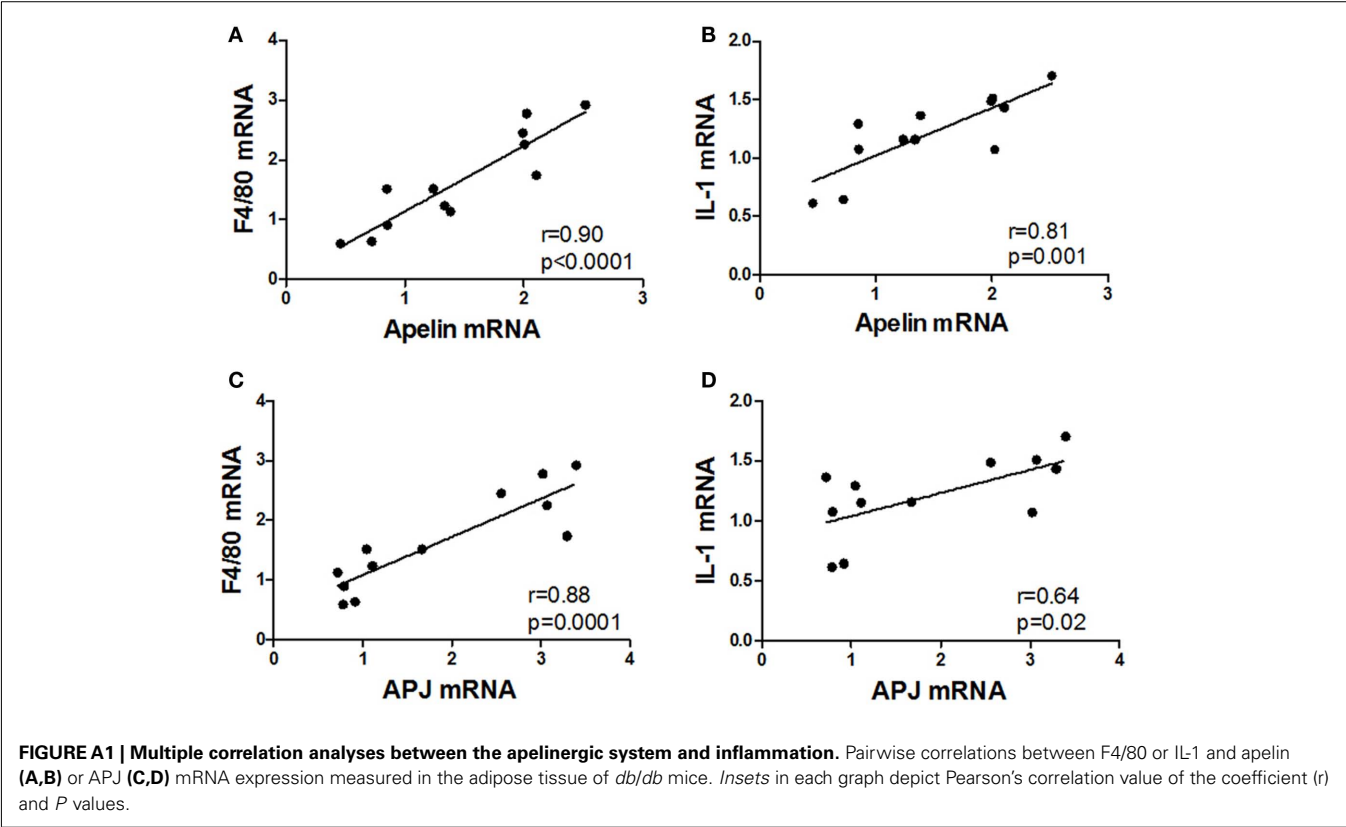 A
4
3
2
1
0
F4/80 mRNA
r=0.90
p<0.0001
0 1 2 3
Apelin mRNA
B
2.0
1.5
1.0
0.5
0.0
IL-1 mRNA
r=0.81
p=0.001
0 1 2 3
Apelin mRNA
C
4
3
2
1
0
F4/80 mRNA
r=0.88
p=0.0001
0 1 2 3 4
APJ mRNA
D
2.0
1.5
1.0
0.5
0.0
IL-1 mRNA
r=0.64
p=0.02
0 1 2 3 4
APJ mRNA
FIGURE A1 | Multiple correlation analyses between the apelinergic system and inflammation. Pairwise correlations between F4/80 or IL-1 and apelin
(A,B) or APJ (C,D) mRNA expression measured in the adipose tissue of db/db mice. Insets in each graph depict Pearson's correlation value of the coefficient (r)
and P values.